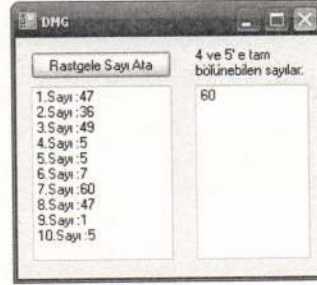 DMG
Rastgele Sayı Ata
4 ve 5' e tam
bölünebilen sayılar:
1.Sayı :47
2.Sayı :36
3.Sayı :49
4.Sayı :5
5.Sayı :5
6.Sayı :7
7.Sayı :60
8.Sayı :47
9.Sayı :1
10.Sayı :5
60